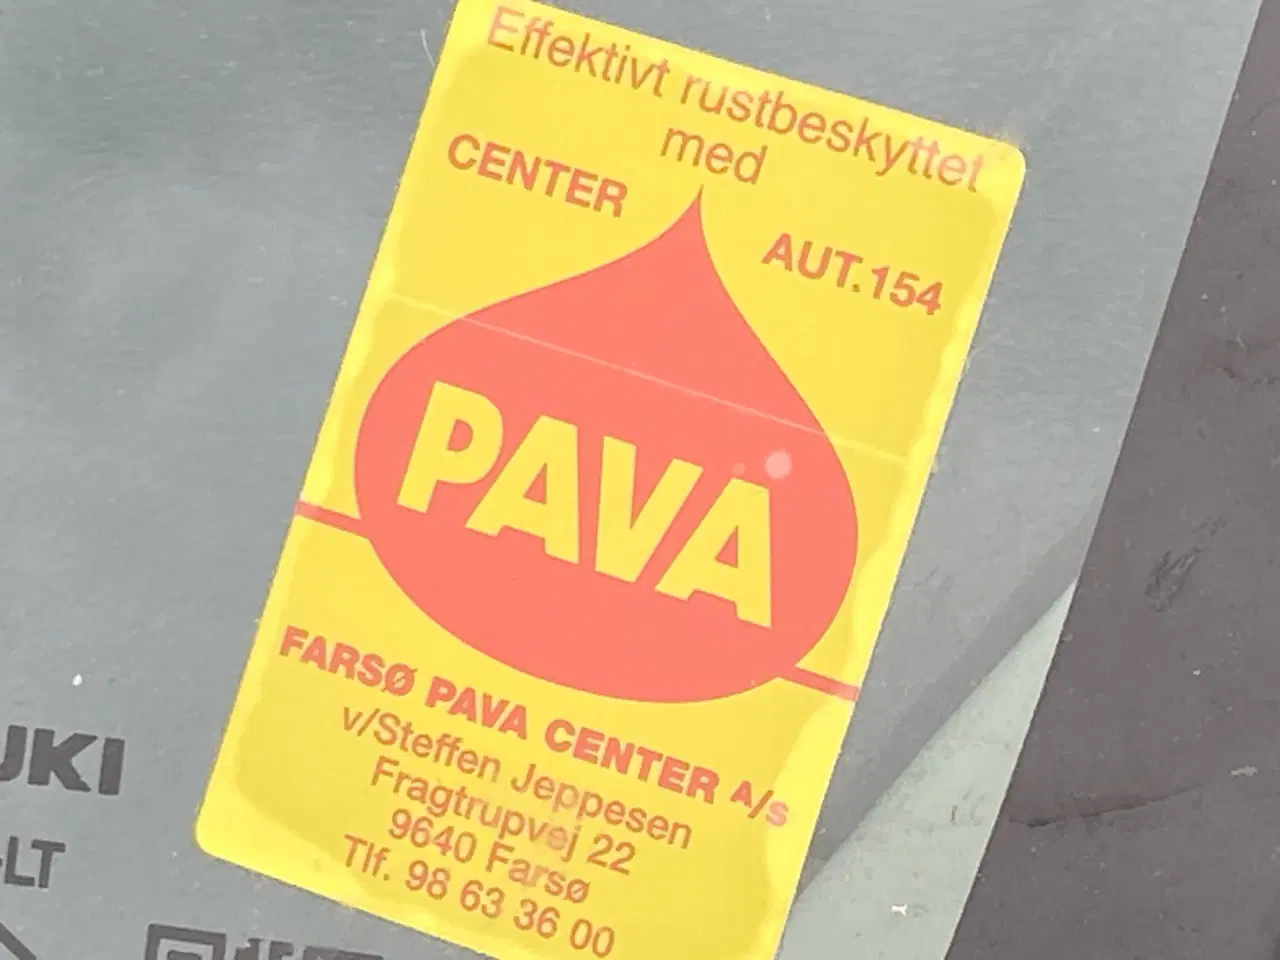 Effektivt rustbeskyttet
med
CENTER
AUT.154
PAVA
FARSØ PAVA CENTER A/S
v/Steffen Jeppesen
Fragtrupvej 22
9640 Farsø
Tlf. 98 63 36 00
UKI
-LT